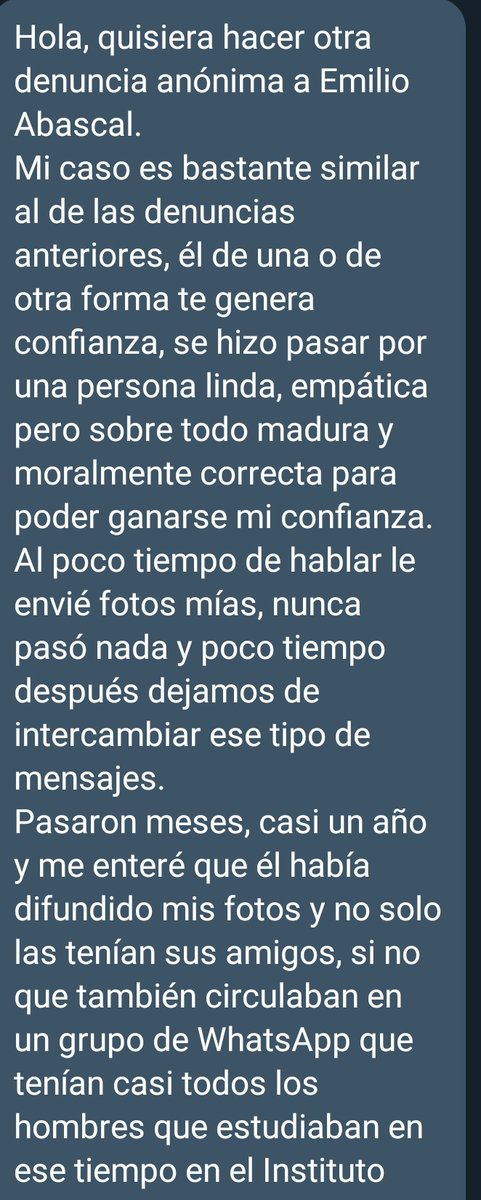 Hola, quisiera hacer otra
denuncia anónima a Emilio
Abascal.
Mi caso es bastante similar
al de las denuncias
anteriores, él de una o de
otra forma te genera
confianza, se hizo pasar por
una persona linda, empática
pero sobre todo madura y
moralmente correcta para
poder ganarse mi confianza.
Al poco tiempo de hablar le
envié fotos mías, nunca
pasó nada y poco tiempo
después dejamos de
intercambiar ese tipo de
mensajes.
Pasaron meses, casi un año
y me enteré que él había
difundido mis fotos y no solo
las tenían sus amigos, si no
que también circulaban en
un grupo de WhatsApp que
tenían casi todos los
hombres que estudiaban en
ese tiempo en el Instituto